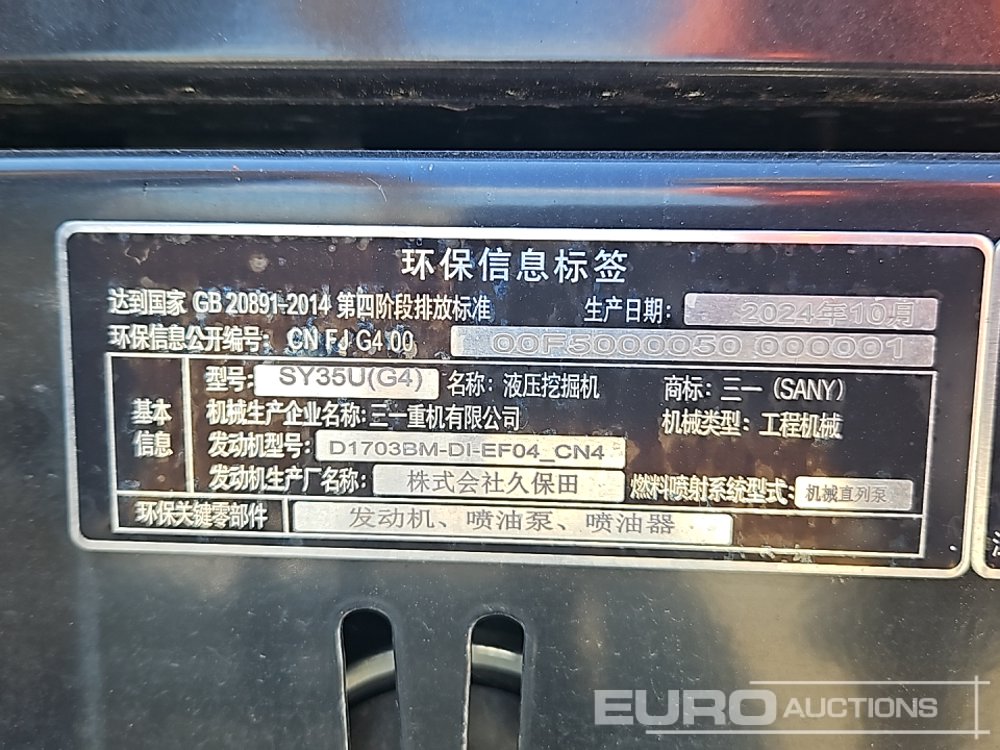 环保信息标签
达到国家 GB 20891-2014 第四阶段排放标准 生产日期: 2024年10月
环保信息公开编号: CN FJ G4 00 00F5000050 000001
基本信息
型号: SY35U(G4) 名称: 液压挖掘机 商标: 三一 (SANY)
机械生产企业名称: 三一重机有限公司 机械类型: 工程机械
发动机型号: D1703BM-DI-EF04_CN4
发动机生产厂名称: 株式会社久保田 燃料喷射系统型式: 机械直列泵
环保关键零部件 发动机、喷油泵、喷油器
EURO AUCTIONS